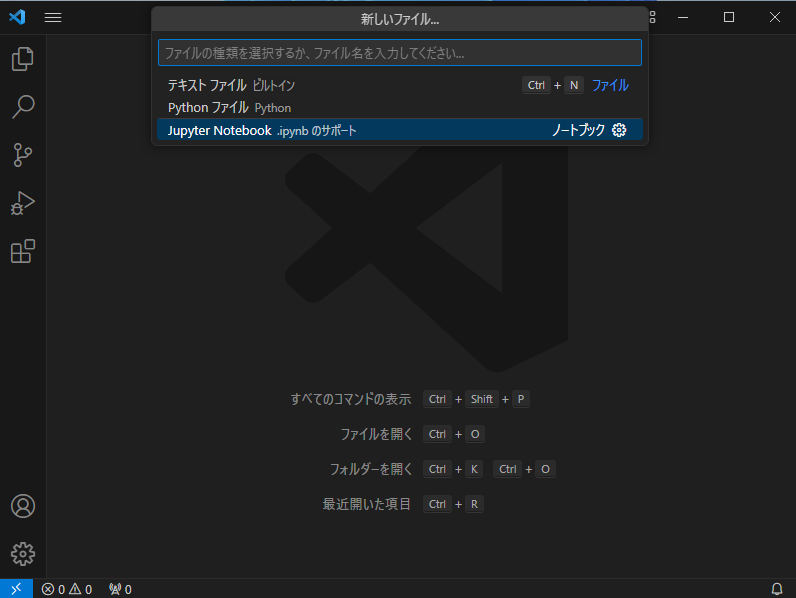 新しいファイル...
ファイルの種類を選択するか、ファイル名を入力してください...
テキスト ファイル ビルトイン Ctrl + N ファイル
Python ファイル Python
Jupyter Notebook .ipynb のサポート ノートブック
すべてのコマンドの表示 Ctrl + Shift + P
ファイルを開く Ctrl + O
フォルダーを開く Ctrl + K Ctrl + O
最近開いた項目 Ctrl + R
0 0 0